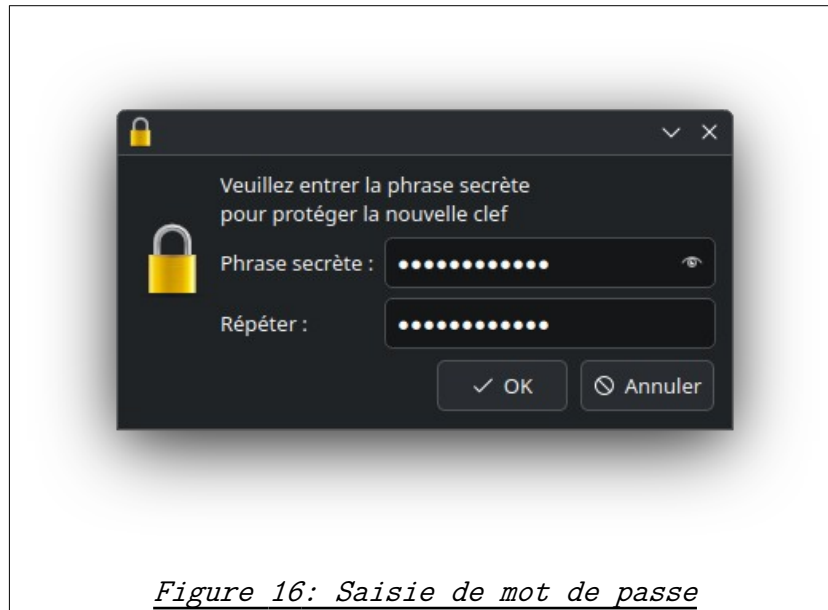 Veuillez entrer la phrase secrète
pour protéger la nouvelle clef
Phrase secrète : ••••••••••••
Répéter : ••••••••••••
OK Annuler
Figure 16: Saisie de mot de passe